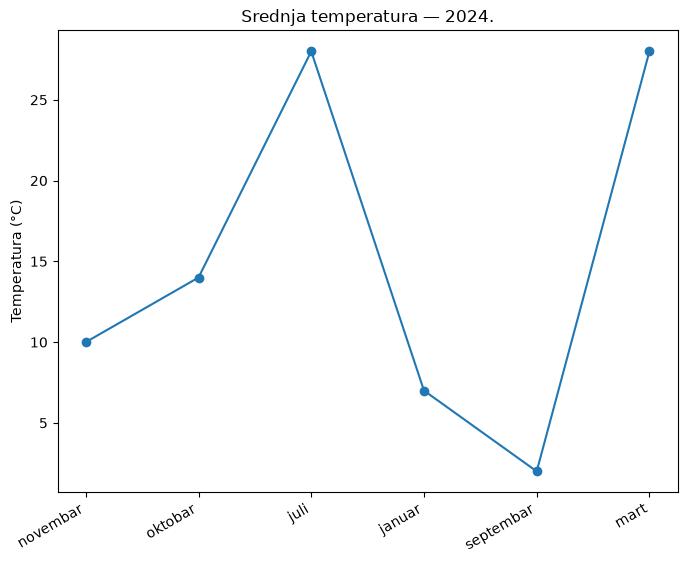 Srednja temperatura — 2024.
Temperatura (°C)
25
20
15
10
5
novembar
oktobar
juli
januar
septembar
mart